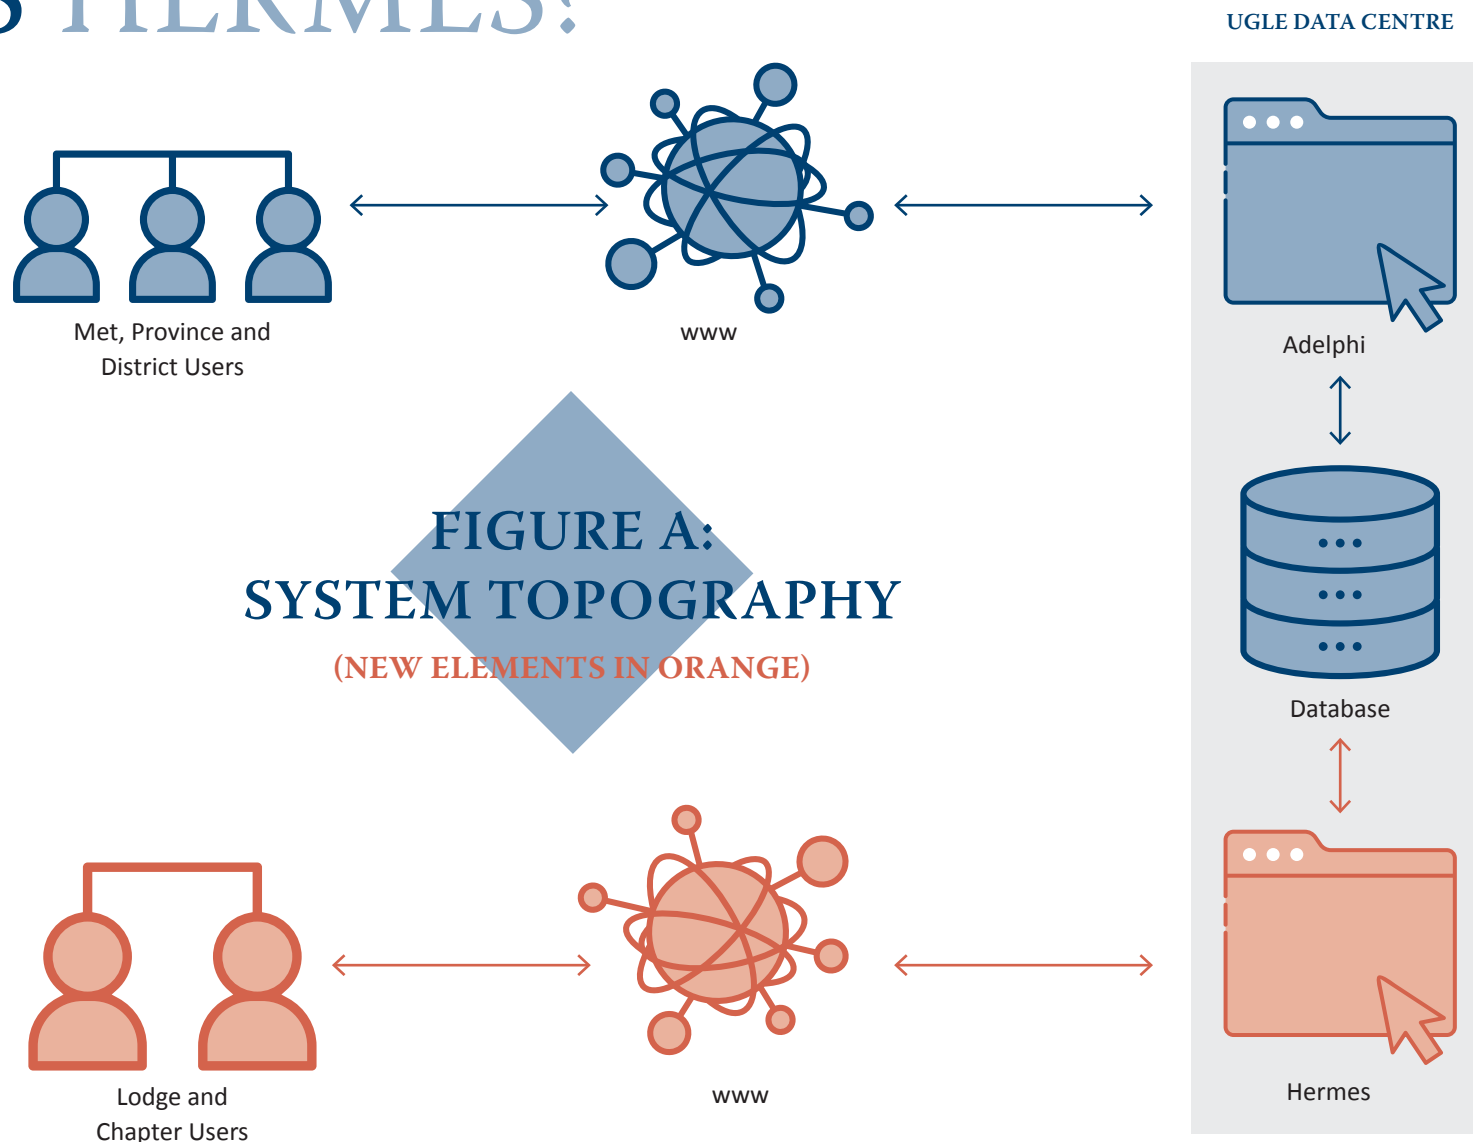 S HERMES?
UGLE DATA CENTRE
Met, Province and
District Users
www
Adelphi
FIGURE A:
SYSTEM TOPOGRAPHY
(NEW ELEMENTS IN ORANGE)
Database
Lodge and
Chapter Users
www
Hermes